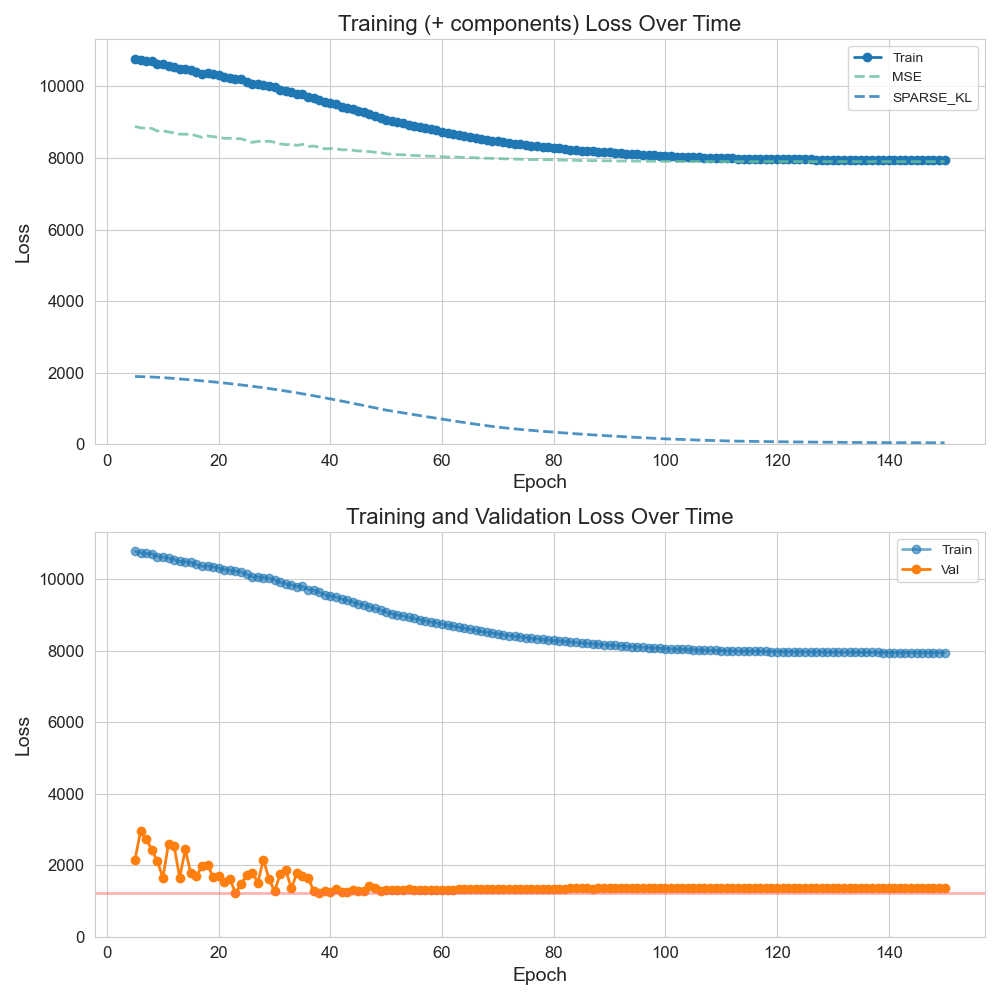 Training (+ components) Loss Over Time
Train
MSE
SPARSE_KL
Loss
10000
8000
6000
4000
2000
0
0 20 40 60 80 100 120 140
Epoch
Training and Validation Loss Over Time
Train
Val
Loss
10000
8000
6000
4000
2000
0
0 20 40 60 80 100 120 140
Epoch